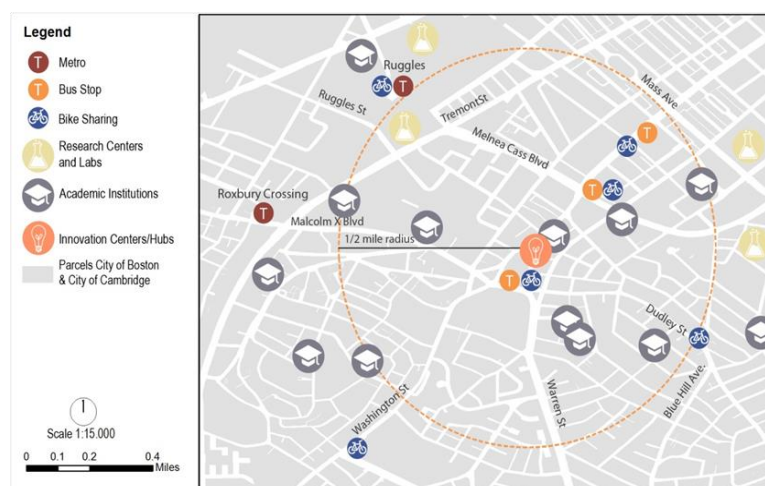 Legend
T
Metro
T
Bus Stop
Bike Sharing
Research Centers
and Labs
Academic Institutions
Innovation Centers/Hubs
Parcels City of Boston
& City of Cambridge
Scale 1:15.000
0 0.1 0.2 0.4
Miles
Ruggles
T
Ruggles St
TremontSt
Mass Ave.
Melnea Cass Blvd
T
T
Roxbury Crossing
T
Malcolm X Blvd
1/2 mile radius
T
Dudley St
Blue Hill Ave.
Warren St
Washington St